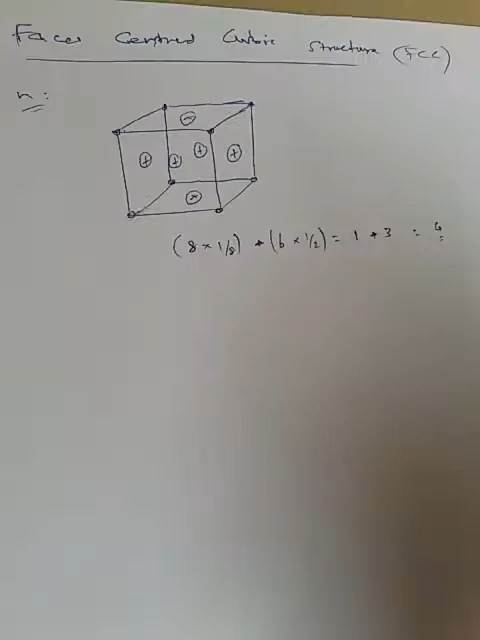 Faces Centred Cubic Structure (FCC)
n:
(8 × 1/8) + (6 × 1/2) = 1 + 3 = 4